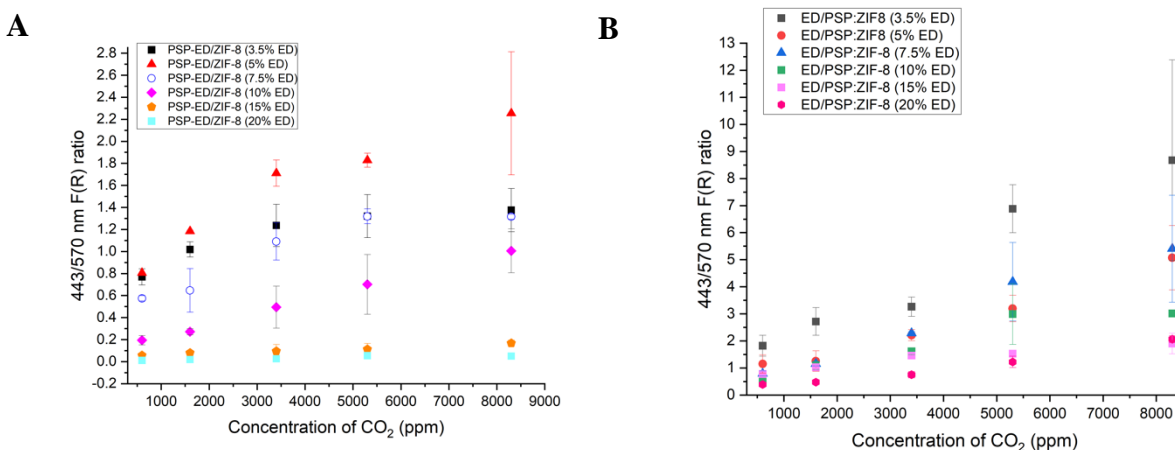 A
PSP-ED/ZIF-8 (3.5% ED)
PSP-ED/ZIF-8 (5% ED)
PSP-ED/ZIF-8 (7.5% ED)
PSP-ED/ZIF-8 (10% ED)
PSP-ED/ZIF-8 (15% ED)
PSP-ED/ZIF-8 (20% ED)
443/570 nm F(R) ratio
2.8
2.6
2.4
2.2
2.0
1.8
1.6
1.4
1.2
1.0
0.8
0.6
0.4
0.2
0.0
-0.2
1000 2000 3000 4000 5000 6000 7000 8000 9000
Concentration of CO₂ (ppm)
B
ED/PSP:ZIF8 (3.5% ED)
ED/PSP:ZIF8 (5% ED)
ED/PSP:ZIF-8 (7.5% ED)
ED/PSP:ZIF-8 (10% ED)
ED/PSP:ZIF-8 (15% ED)
ED/PSP:ZIF-8 (20% ED)
443/570 nm F(R) ratio
13
12
11
10
9
8
7
6
5
4
3
2
1
0
1000 2000 3000 4000 5000 6000 7000 8000
Concentration of CO₂ (ppm)